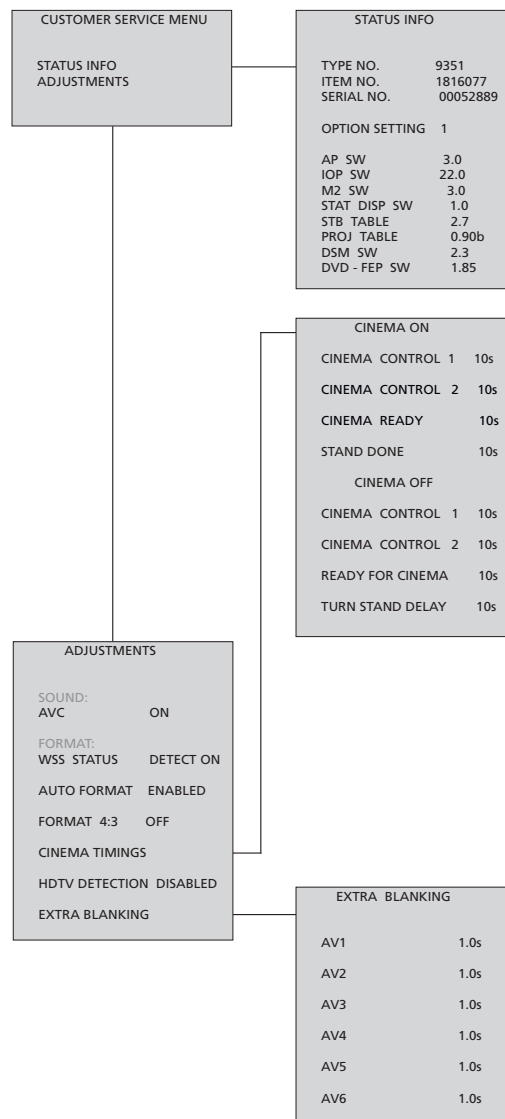 CUSTOMER SERVICE MENU
STATUS INFO
ADJUSTMENTS
STATUS INFO
TYPE NO. 9351
ITEM NO. 1816077
SERIAL NO. 00052889
OPTION SETTING 1
AP SW 3.0
IOP SW 22.0
M2 SW 3.0
STAT DISP SW 1.0
STB TABLE 2.7
PROJ TABLE 0.90b
DSM SW 2.3
DVD - FEP SW 1.85
CINEMA ON
CINEMA CONTROL 1 10s
CINEMA CONTROL 2 10s
CINEMA READY 10s
STAND DONE 10s
CINEMA OFF
CINEMA CONTROL 1 10s
CINEMA CONTROL 2 10s
READY FOR CINEMA 10s
TURN STAND DELAY 10s
ADJUSTMENTS
SOUND:
AVC ON
FORMAT:
WSS STATUS DETECT ON
AUTO FORMAT ENABLED
FORMAT 4:3 OFF
CINEMA TIMINGS
HDTV DETECTION DISABLED
EXTRA BLANKING
EXTRA BLANKING
AV1 1.0s
AV2 1.0s
AV3 1.0s
AV4 1.0s
AV5 1.0s
AV6 1.0s